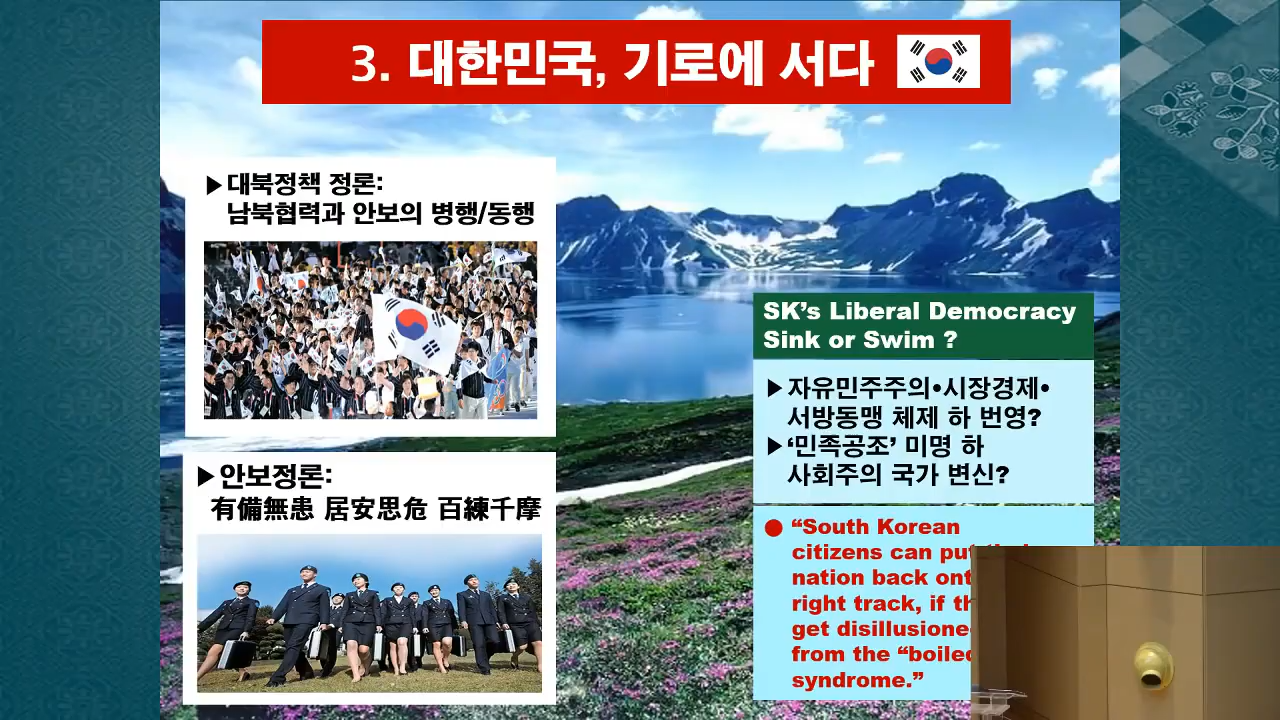 3. 대한민국, 기로에 서다
▶대북정책 정론:
남북협력과 안보의 병행/동행
▶안보정론:
有備無患 居安思危 百練千摩
SK’s Liberal Democracy
Sink or Swim ?
▶자유민주주의•시장경제•
서방동맹 체제 하 번영?
▶‘민족공조’ 미명 하
사회주의 국가 변신?
● “South Korean
citizens can put
nation back
right track, if
get
from the
syndrome.”